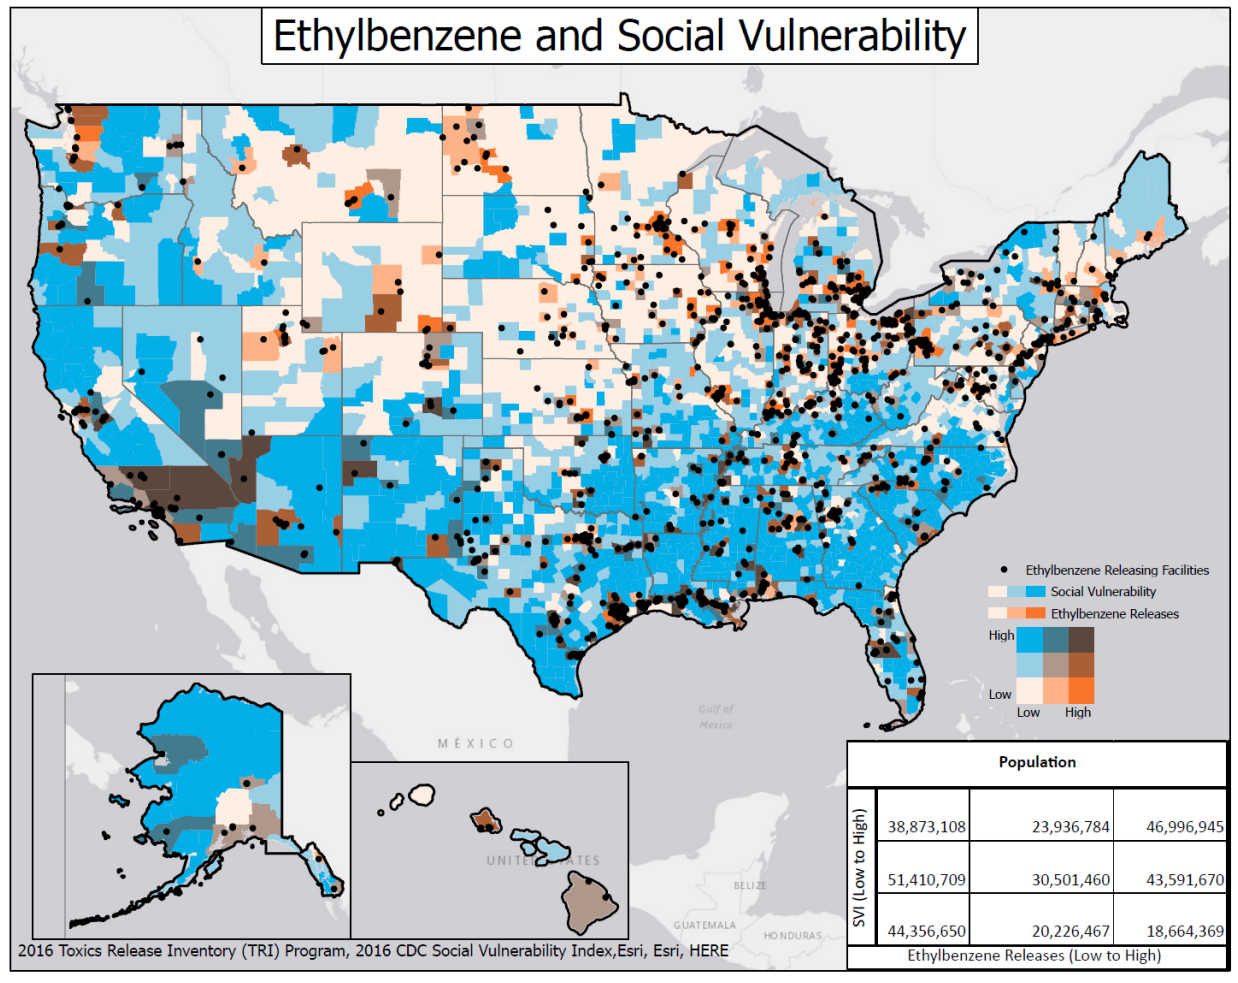 Ethylbenzene and Social Vulnerability
Ethylbenzene Releasing Facilities
Social Vulnerability
Ethylbenzene Releases
High
Low
Low High
Gulf of
Mexico
MÉXICO
UNITED STATES
BELIZE
GUATEMALA
HONDURAS
Population
SVI (Low to High)
38,873,108 23,936,784 46,996,945
51,410,709 30,501,460 43,591,670
44,356,650 20,226,467 18,664,369
Ethylbenzene Releases (Low to High)
2016 Toxics Release Inventory (TRI) Program, 2016 CDC Social Vulnerability Index,Esri, Esri, HERE